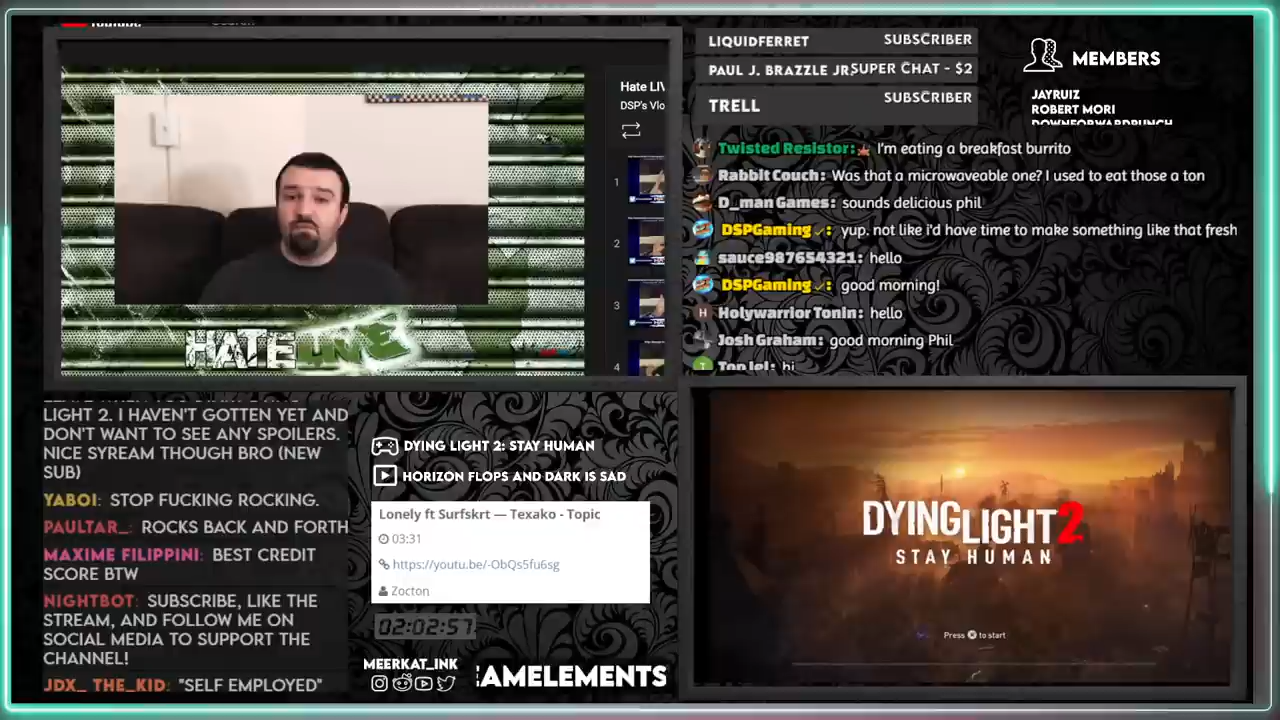 Hate LIV
DSP's Vlo
1
2
3
4
HATE LIVE
LIQUIDFERRET SUBSCRIBER
PAUL J. BRAZZLE JR. SUPER CHAT - $2
TRELL SUBSCRIBER
MEMBERS
JAYRUIZ
ROBERT MORI
DOWNFORWARDPUNCH
Twisted Resistor: I'm eating a breakfast burrito
Rabbit Couch: Was that a microwaveable one? I used to eat those a ton
D_man Games: sounds delicious phil
DSPGaming ✓: yup. not like i'd have time to make something like that fresh
sauce987654321: hello
DSPGaming ✓: good morning!
H Holywarrior Tonin: hello
Josh Graham: good morning Phil
T Top lel: hi
LIGHT 2. I HAVEN'T GOTTEN YET AND
DON'T WANT TO SEE ANY SPOILERS.
NICE SYREAM THOUGH BRO (NEW
SUB)
YABOI: STOP FUCKING ROCKING.
PAULTAR_: ROCKS BACK AND FORTH
MAXIME FILIPPINI: BEST CREDIT
SCORE BTW
NIGHTBOT: SUBSCRIBE, LIKE THE
STREAM, AND FOLLOW ME ON
SOCIAL MEDIA TO SUPPORT THE
CHANNEL!
JDX_ THE_KID: "SELF EMPLOYED"
DYING LIGHT 2: STAY HUMAN
HORIZON FLOPS AND DARK IS SAD
Lonely ft Surfskrt — Texako - Topic
03:31
https://youtu.be/-ObQs5fu6sg
Zocton
02:02:57
MEERKAT_INK
AMELEMENTS
DYING LIGHT 2
STAY HUMAN
Press X to start